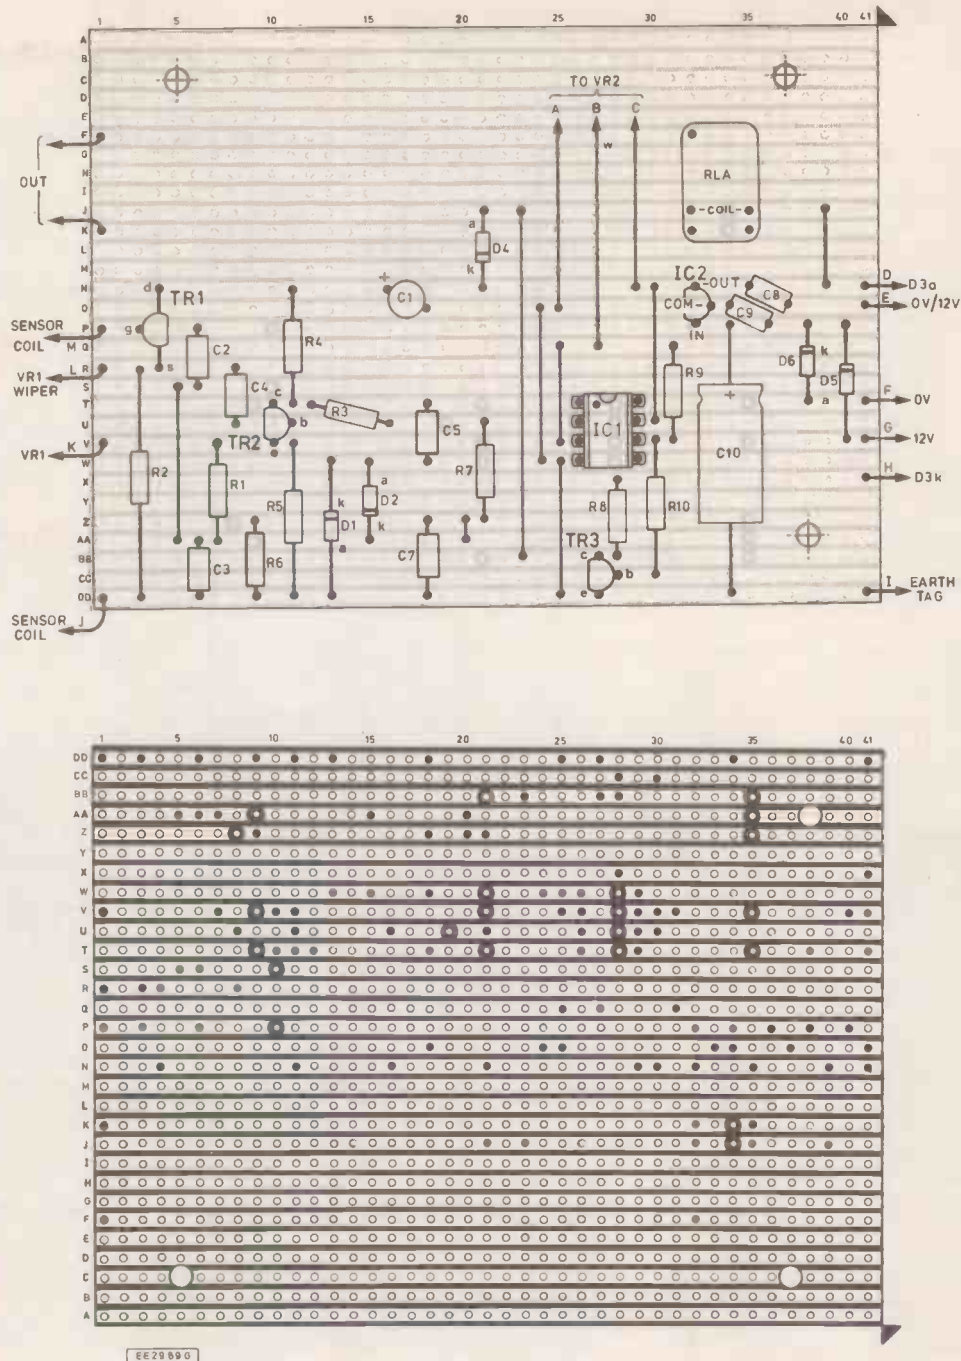 1 5 10 20 30 35 40 41
A
B
C
D
E
F
G
H
I
J
K
L
M
N
O
P
Q
R
S
T
U
V
W
X
Y
Z
AA
BB
CC
DD
TO VR2
A B C
w
OUT
RLA
-COIL-
a
D4
k
D
D3a
E
0V/12V
d
TR1
+
C1
IC2
-OUT
COM-
IN
C8
C9
SENSOR
COIL
g
M
s
C2
R4
L
VR1
WIPER
C4
R3
c
b
TR2
C5
R9
D6
k
a
D5
F
0V
G
12V
K
VR1
IC1
+
C10
H
D3k
R2
R1
R5
k
D1
a
a
D2
k
R7
R8
R10
C3
R6
C7
TR3
c
b
e
I
EARTH
TAG
SENSOR
COIL
J
1 5 10 15 20 25 30 35 40 41
DD
CC
BB
AA
Z
Y
X
W
V
U
T
S
R
Q
P
O
N
M
L
K
J
I
H
G
F
E
D
C
B
A
EE2989G